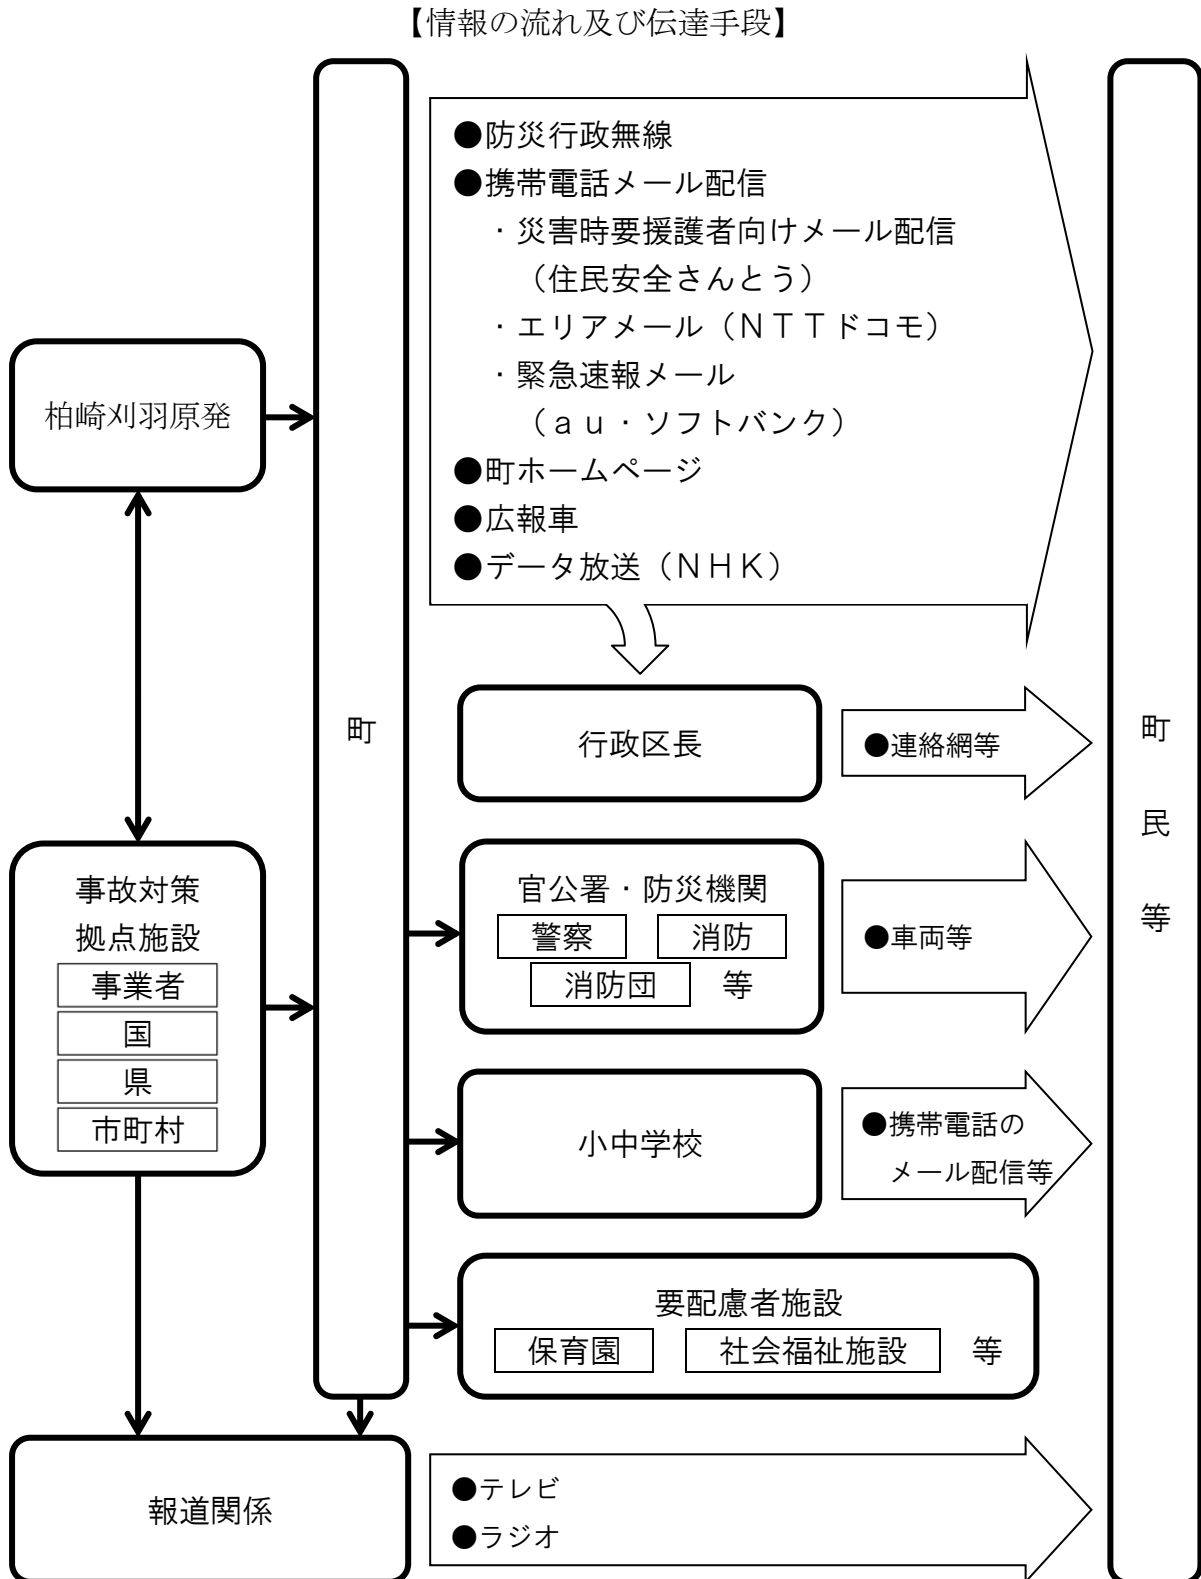 【情報の流れ及び伝達手段】
●防災行政無線
●携帯電話メール配信
・災害時要援護者向けメール配信
（住民安全さんとう）
・エリアメール（ＮＴＴドコモ）
・緊急速報メール
（ａｕ・ソフトバンク）
●町ホームページ
●広報車
●データ放送（ＮＨＫ）
柏崎刈羽原発
町
行政区長
●連絡網等
町
民
等
事故対策
拠点施設
事業者
国
県
市町村
官公署・防災機関
警察　消防
消防団　等
●車両等
小中学校
●携帯電話の
メール配信等
要配慮者施設
保育園　社会福祉施設　等
報道関係
●テレビ
●ラジオ